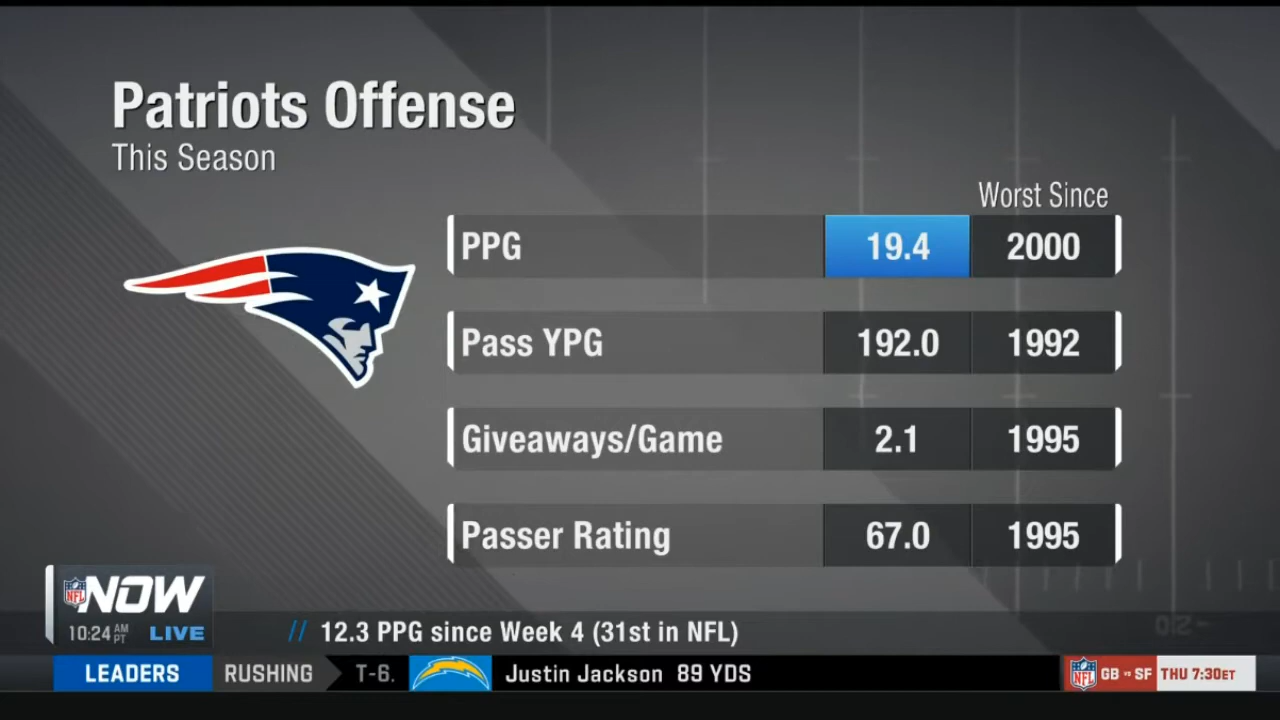 Patriots Offense
This Season
Worst Since
PPG 19.4 2000
Pass YPG 192.0 1992
Giveaways/Game 2.1 1995
Passer Rating 67.0 1995
NFL NOW
10:24 AM PT LIVE
// 12.3 PPG since Week 4 (31st in NFL)
LEADERS RUSHING T-6. Justin Jackson 89 YDS NFL GB vs SF THU 7:30ET